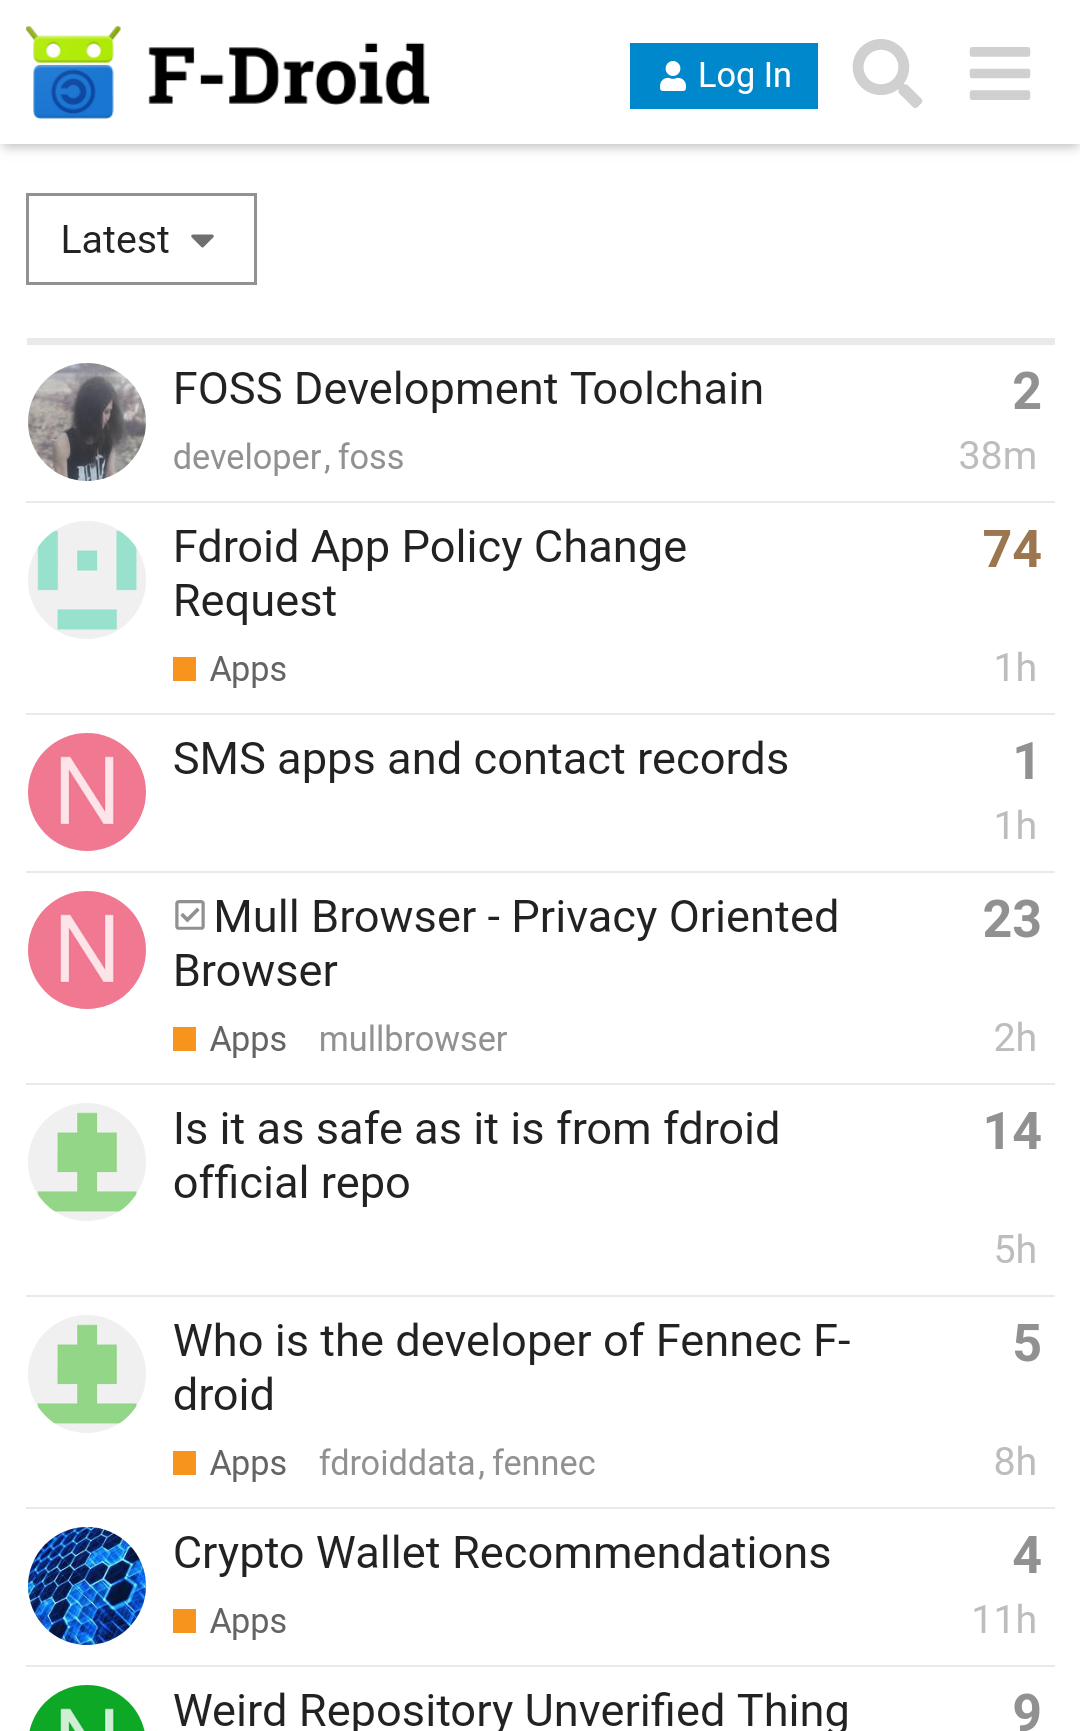 F-Droid
Log In
Latest
FOSS Development Toolchain
2
developer, foss
38m
Fdroid App Policy Change
Request
74
Apps
1h
N
SMS apps and contact records
1
1h
N
Mull Browser - Privacy Oriented
Browser
23
Apps mullbrowser
2h
Is it as safe as it is from fdroid
official repo
14
5h
Who is the developer of Fennec F-
droid
5
Apps fdroiddata, fennec
8h
Crypto Wallet Recommendations
4
Apps
11h
N
Weird Repository Unverified Thing
9